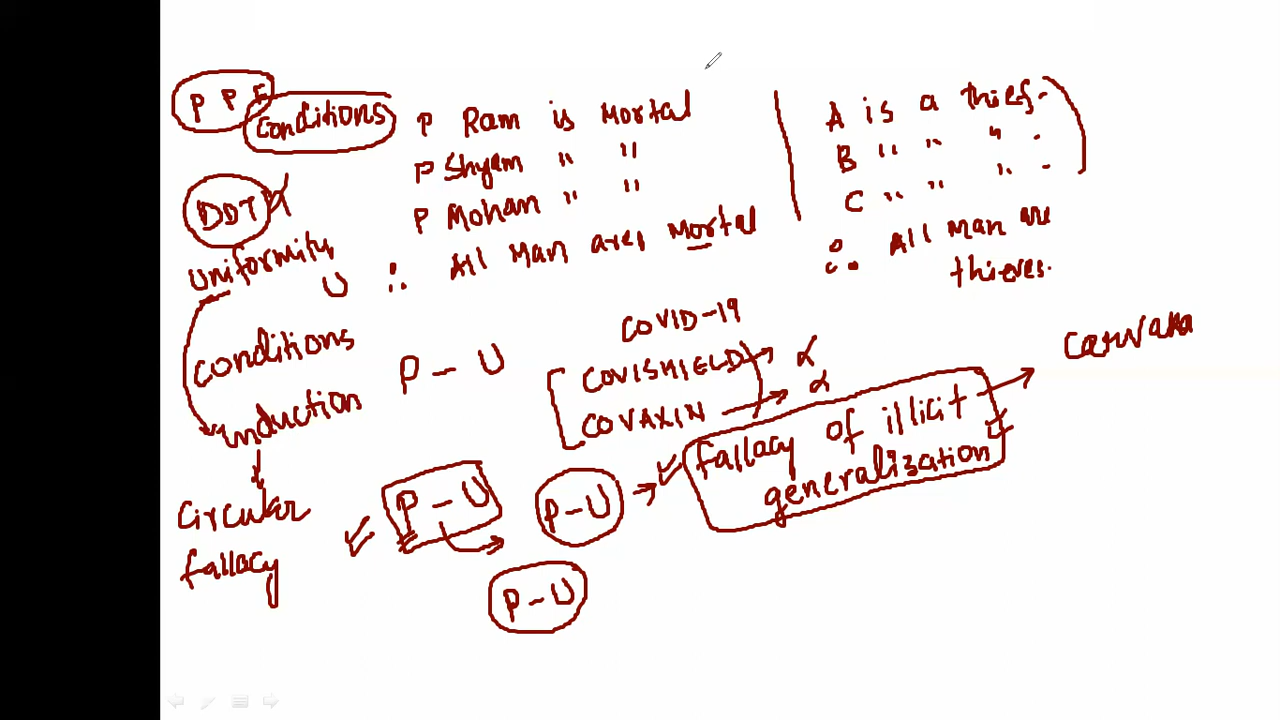 P P F
conditions
DDT
uniformity
conditions
induction
circular
fallacy
P Ram is Mortal
P Shyam " "
P Mohan " "
U ∴ All Man are, Mortal
A is a thief.
B " " " .
C " " " .
∴ All man are
thieves.
P - U
COVID-19
COVISHIELD → α
COVAXIN → α
P - U
P - U
P - U
fallacy of illicit
generalization
carvaka